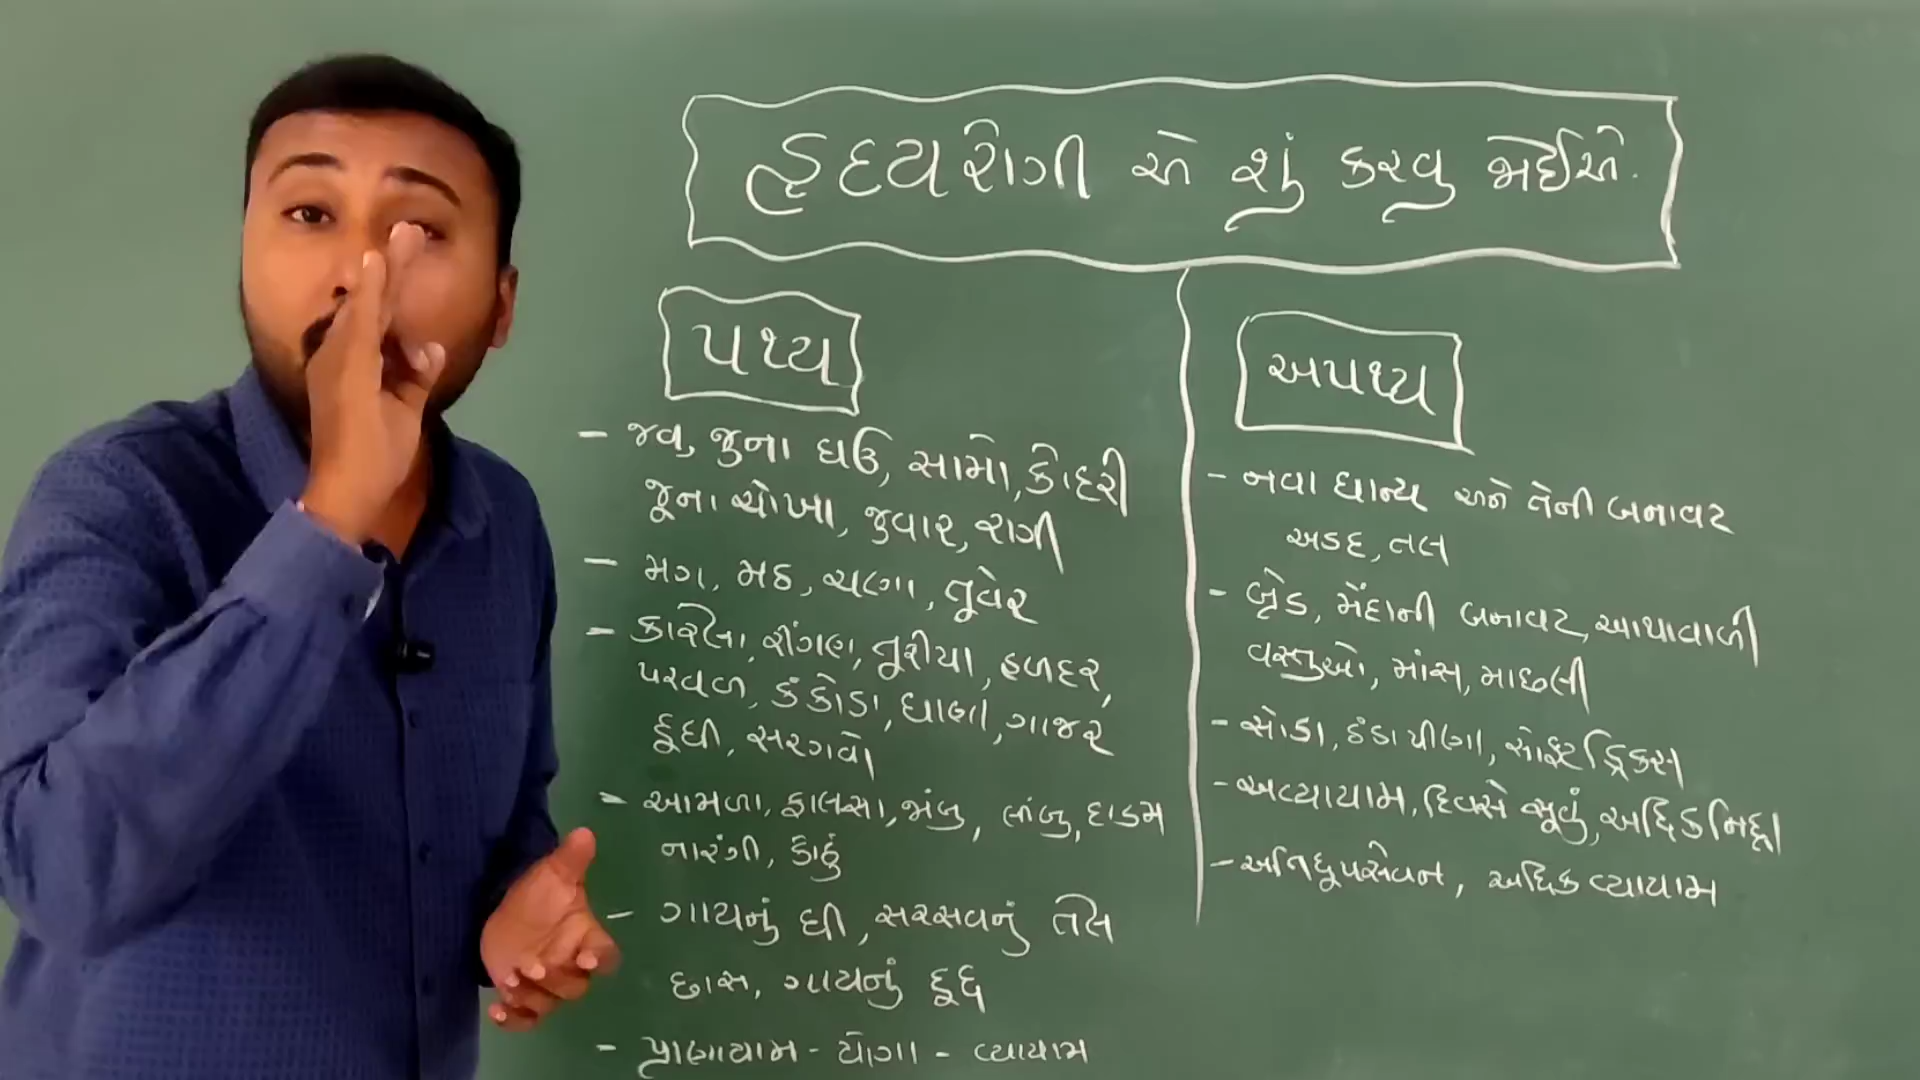 હૃદયરોગી એ શું કરવુ જોઈએ.
પથ્ય
- જવ, જુના ઘઉ, સામો, કોદરી
જૂના ચોખા, જુવાર, રાગી
- મગ, મઠ, ચણા, તૂવેર
- કારેલા, રીંગણ, તૂરીયા, હળદર,
પરવળ, કંકોડા, ધાણા, ગાજર
દૂધી, સરગવો
- આમળા, ફાલસા, જાંબુ, લીંબુ, દાડમ
નારંગી, કોહું
- ગાયનું ઘી, સરસવનું તેલ
છાસ, ગાયનું દૂધ
- પ્રાણાયામ - યોગા - વ્યાયામ
અપથ્ય
- નવા ધાન્ય અને તેની બનાવટ
અડદ, તલ
- બ્રેડ, મેંદાની બનાવટ, આથાવાળી
વસ્તુઓ, માંસ, માછલી
- સોડા, ઠંડા પીણા, સોફ્ટ ડ્રિંક્સ
- અવ્યાયામ, દિવસે સૂવું, અધિક નિદ્રા
- અતિધૂપસેવન, અધિક વ્યાયામ